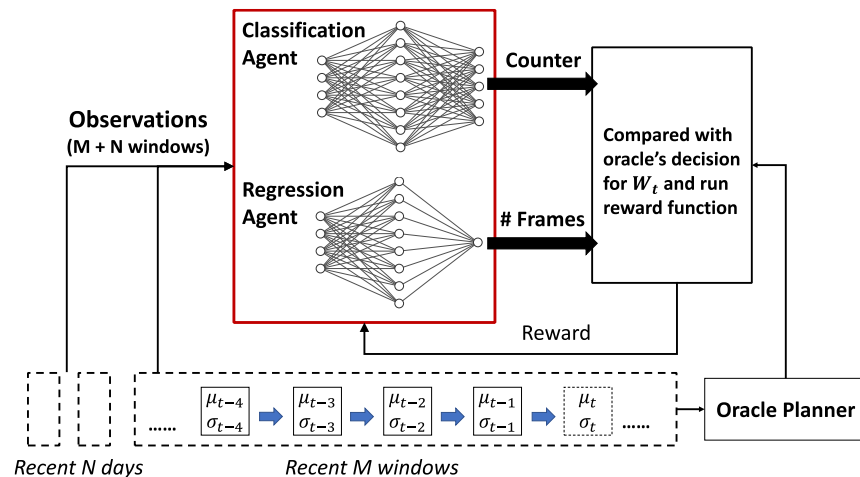 Classification
Agent
Counter
Observations
(M + N windows)
Compared with
oracle's decision
for W_t and run
reward function
Regression
Agent
# Frames
Reward
...... μ_{t−4} μ_{t−3} μ_{t−2} μ_{t−1} μ_t
σ_{t−4} σ_{t−3} σ_{t−2} σ_{t−1} σ_t ......
Oracle Planner
Recent N days
Recent M windows